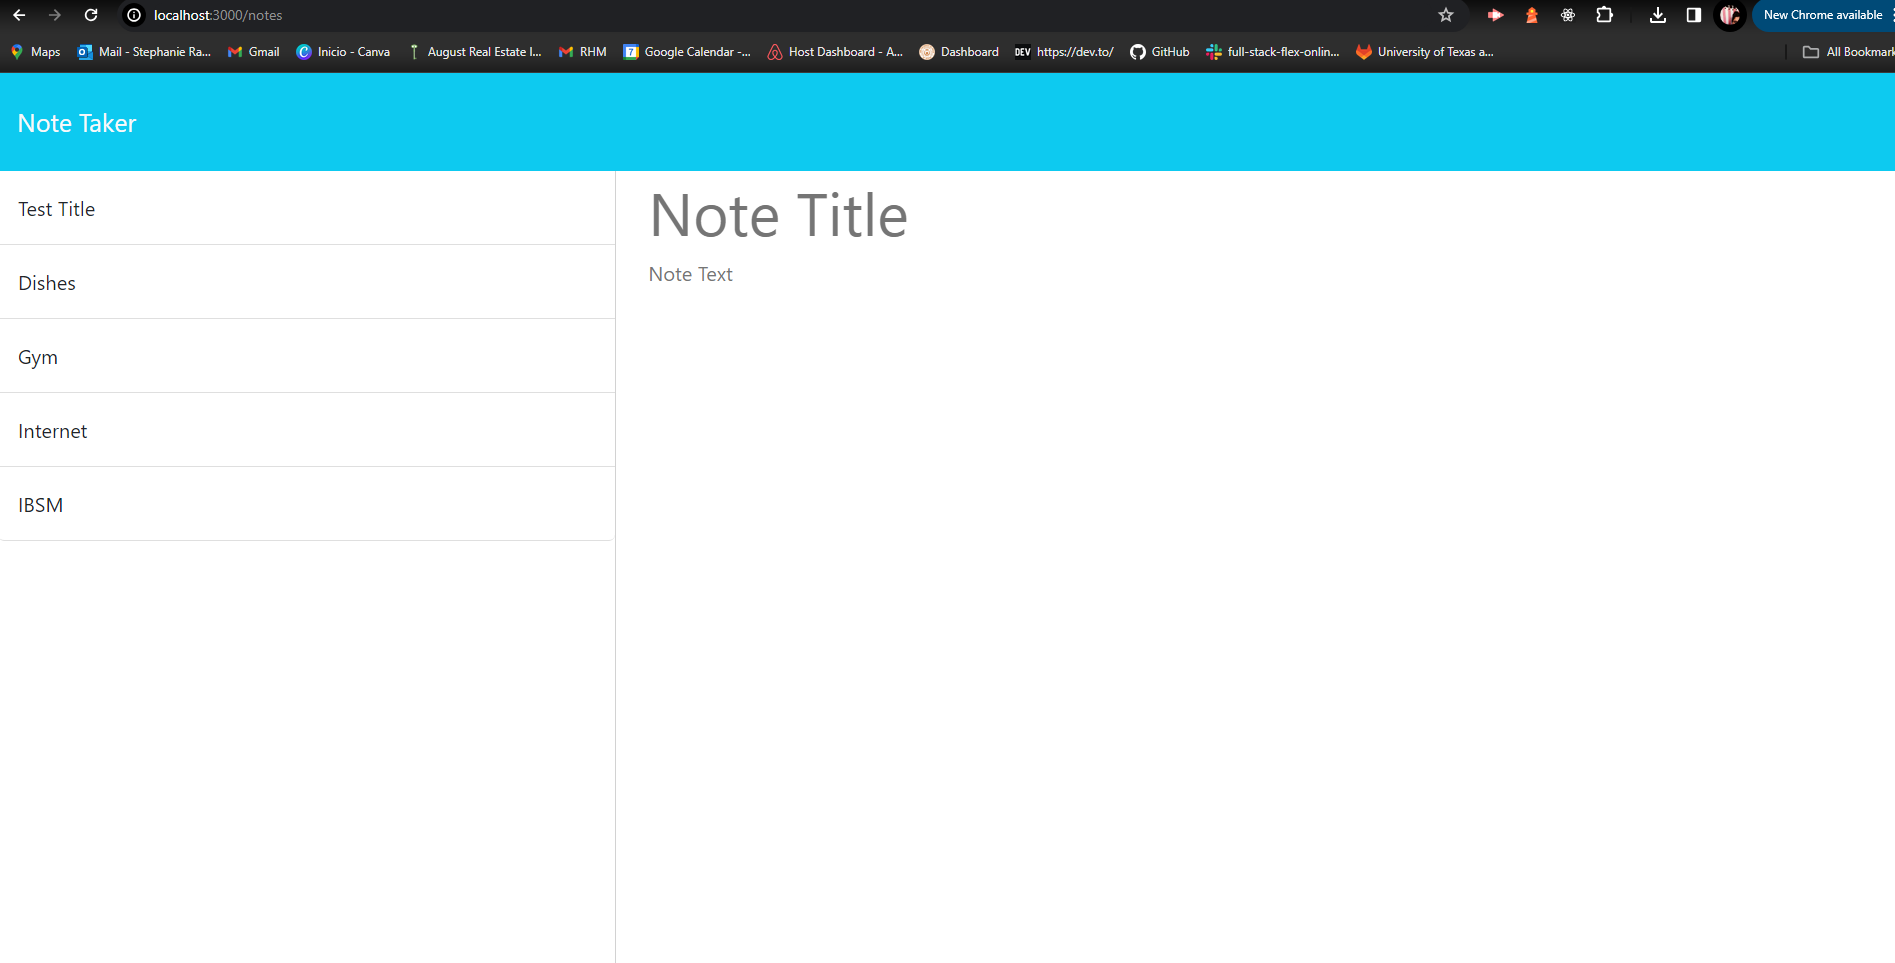 localhost:3000/notes
New Chrome available
Maps Mail - Stephanie Ra... Gmail Inicio - Canva August Real Estate I... RHM Google Calendar -... Host Dashboard - A... Dashboard DEV https://dev.to/ GitHub full-stack-flex-onlin... University of Texas a... All Bookmark
Note Taker
Test Title
Dishes
Gym
Internet
IBSM
Note Title
Note Text